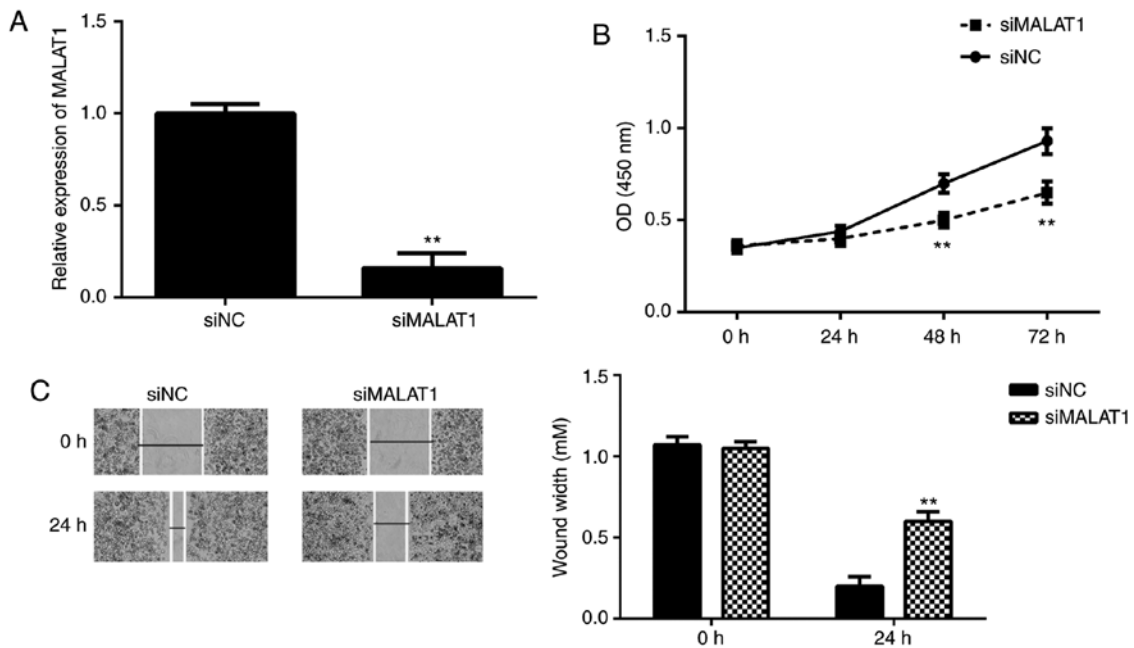 A
Relative expression of MALAT1
1.5
1.0
0.5
0.0
**
siNC
siMALAT1
B
OD (450 nm)
1.5
1.0
0.5
0.0
siMALAT1
siNC
**
**
0 h
24 h
48 h
72 h
C
siNC
siMALAT1
0 h
24 h
Wound width (mM)
1.5
1.0
0.5
0.0
siNC
siMALAT1
**
0 h
24 h